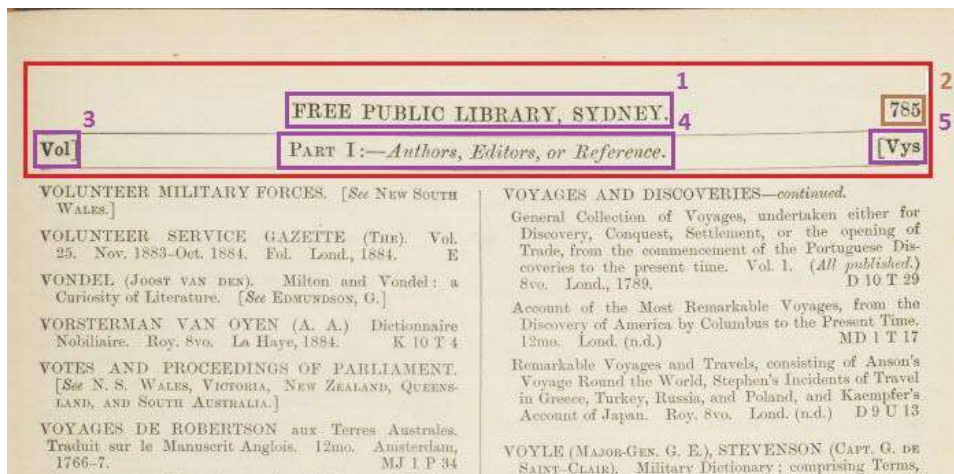 1
2
FREE PUBLIC LIBRARY, SYDNEY.
785
3
4
5
Vol]
PART I:—Authors, Editors, or Reference.
[Vys
VOLUNTEER MILITARY FORCES. [See NEW SOUTH
WALES.]
VOLUNTEER SERVICE GAZETTE (THE). Vol.
25. Nov. 1883-Oct. 1884. Fol. Lond., 1884. E
VONDEL (JOOST VAN DEN). Milton and Vondel: a
Curiosity of Literature. [See EDMUNDSON, G.]
VORSTERMAN VAN OYEN (A. A.) Dictionnaire
Nobiliaire. Roy. 8vo. La Haye, 1884. K 10 T 4
VOTES AND PROCEEDINGS OF PARLIAMENT.
[See N. S. WALES, VICTORIA, NEW ZEALAND, QUEENS-
LAND, AND SOUTH AUSTRALIA.]
VOYAGES DE ROBERTSON aux Terres Australes.
Traduit sur le Manuscrit Anglois. 12mo. Amsterdam,
1766-7. MJ 1 P 34
VOYAGES AND DISCOVERIES—continued.
General Collection of Voyages, undertaken either for
Discovery, Conquest, Settlement, or the opening of
Trade, from the commencement of the Portuguese Dis-
coveries to the present time. Vol. 1. (All published.)
8vo. Lond., 1789. D 10 T 29
Account of the Most Remarkable Voyages, from the
Discovery of America by Columbus to the Present Time.
12mo. Lond. (n.d.) MD 1 T 17
Remarkable Voyages and Travels, consisting of Anson's
Voyage Round the World, Stephen's Incidents of Travel
in Greece, Turkey, Russia, and Poland, and Kaempfer's
Account of Japan. Roy. 8vo. Lond. (n.d.) D 9 U 13
VOYLE (MAJOR-GEN. G. E.), STEVENSON (CAPT. G. DE
SAINT-CLAIR). Military Dictionary; comprising Terms,